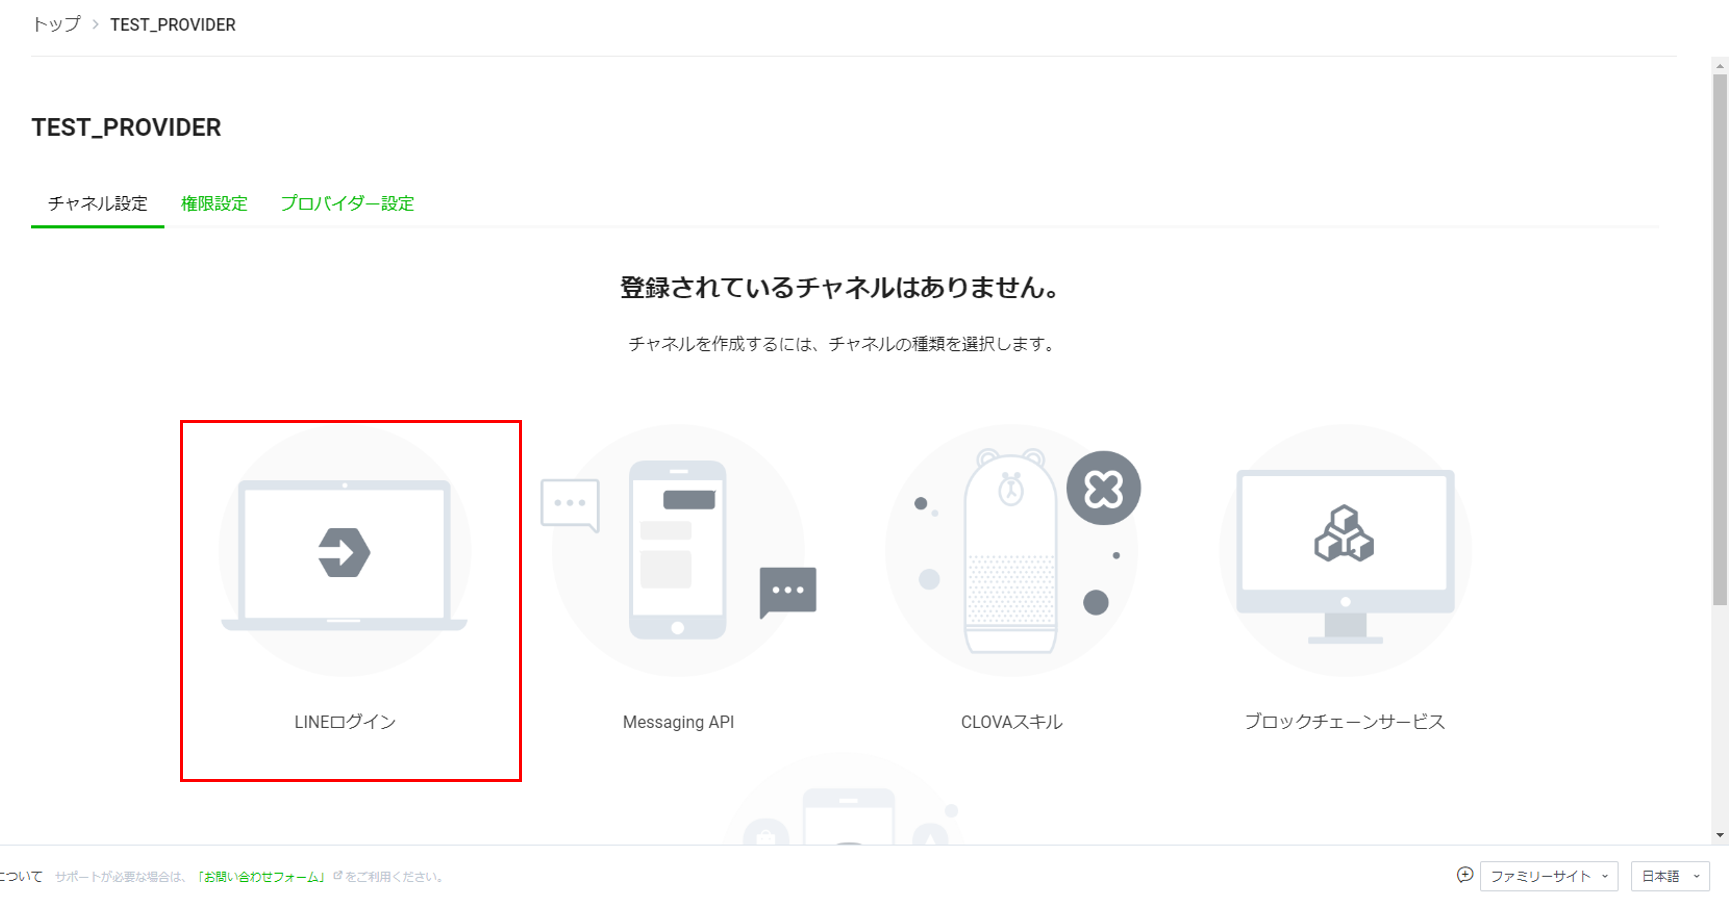 トップ > TEST_PROVIDER
TEST_PROVIDER
チャネル設定 権限設定 プロバイダー設定
登録されているチャネルはありません。
チャネルを作成するには、チャネルの種類を選択します。
LINEログイン Messaging API CLOVAスキル ブロックチェーンサービス
について サポートが必要な場合は、「お問い合わせフォーム」をご利用ください。 ファミリーサイト 日本語